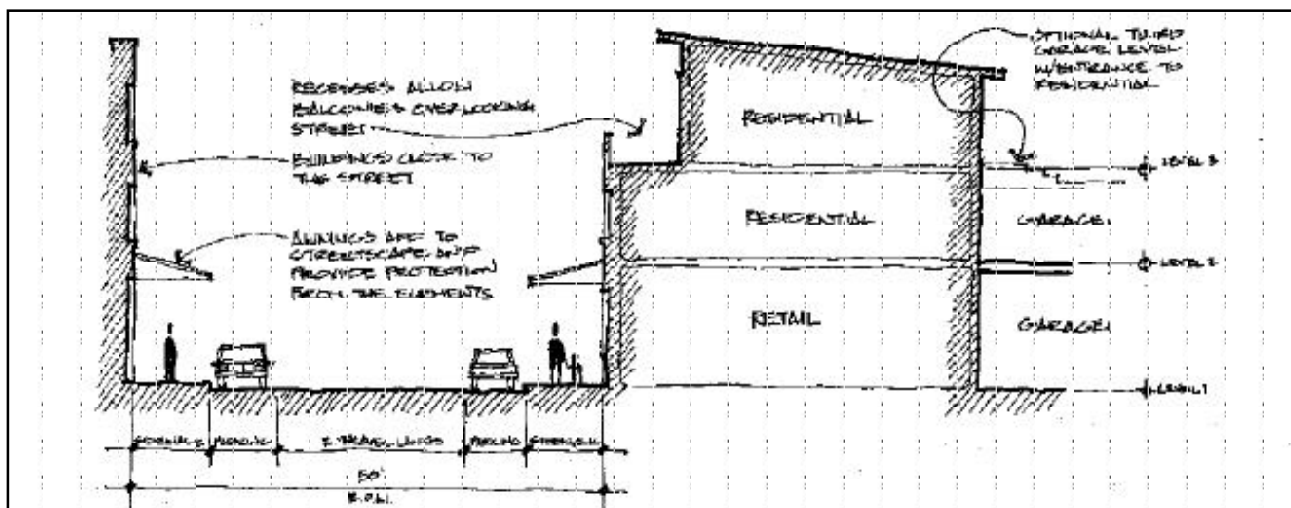 RECESSES ALLOW
BALCONIES OVERLOOKING
STREET
BUILDINGS CLOSE TO
THE STREET
AWNINGS ADD TO
STREETSCAPE AND
PROVIDE PROTECTION
FROM THE ELEMENTS
OPTIONAL THIRD
GARAGE LEVEL
W/ENTRANCE TO
RESIDENTIAL
RESIDENTIAL
LEVEL 3
RESIDENTIAL
GARAGE
LEVEL 2
RETAIL
GARAGE
LEVEL 1
SIDEWALK
PARKING
2 TRAVEL LANES
PARKING
SIDEWALK
50'
R.O.W.